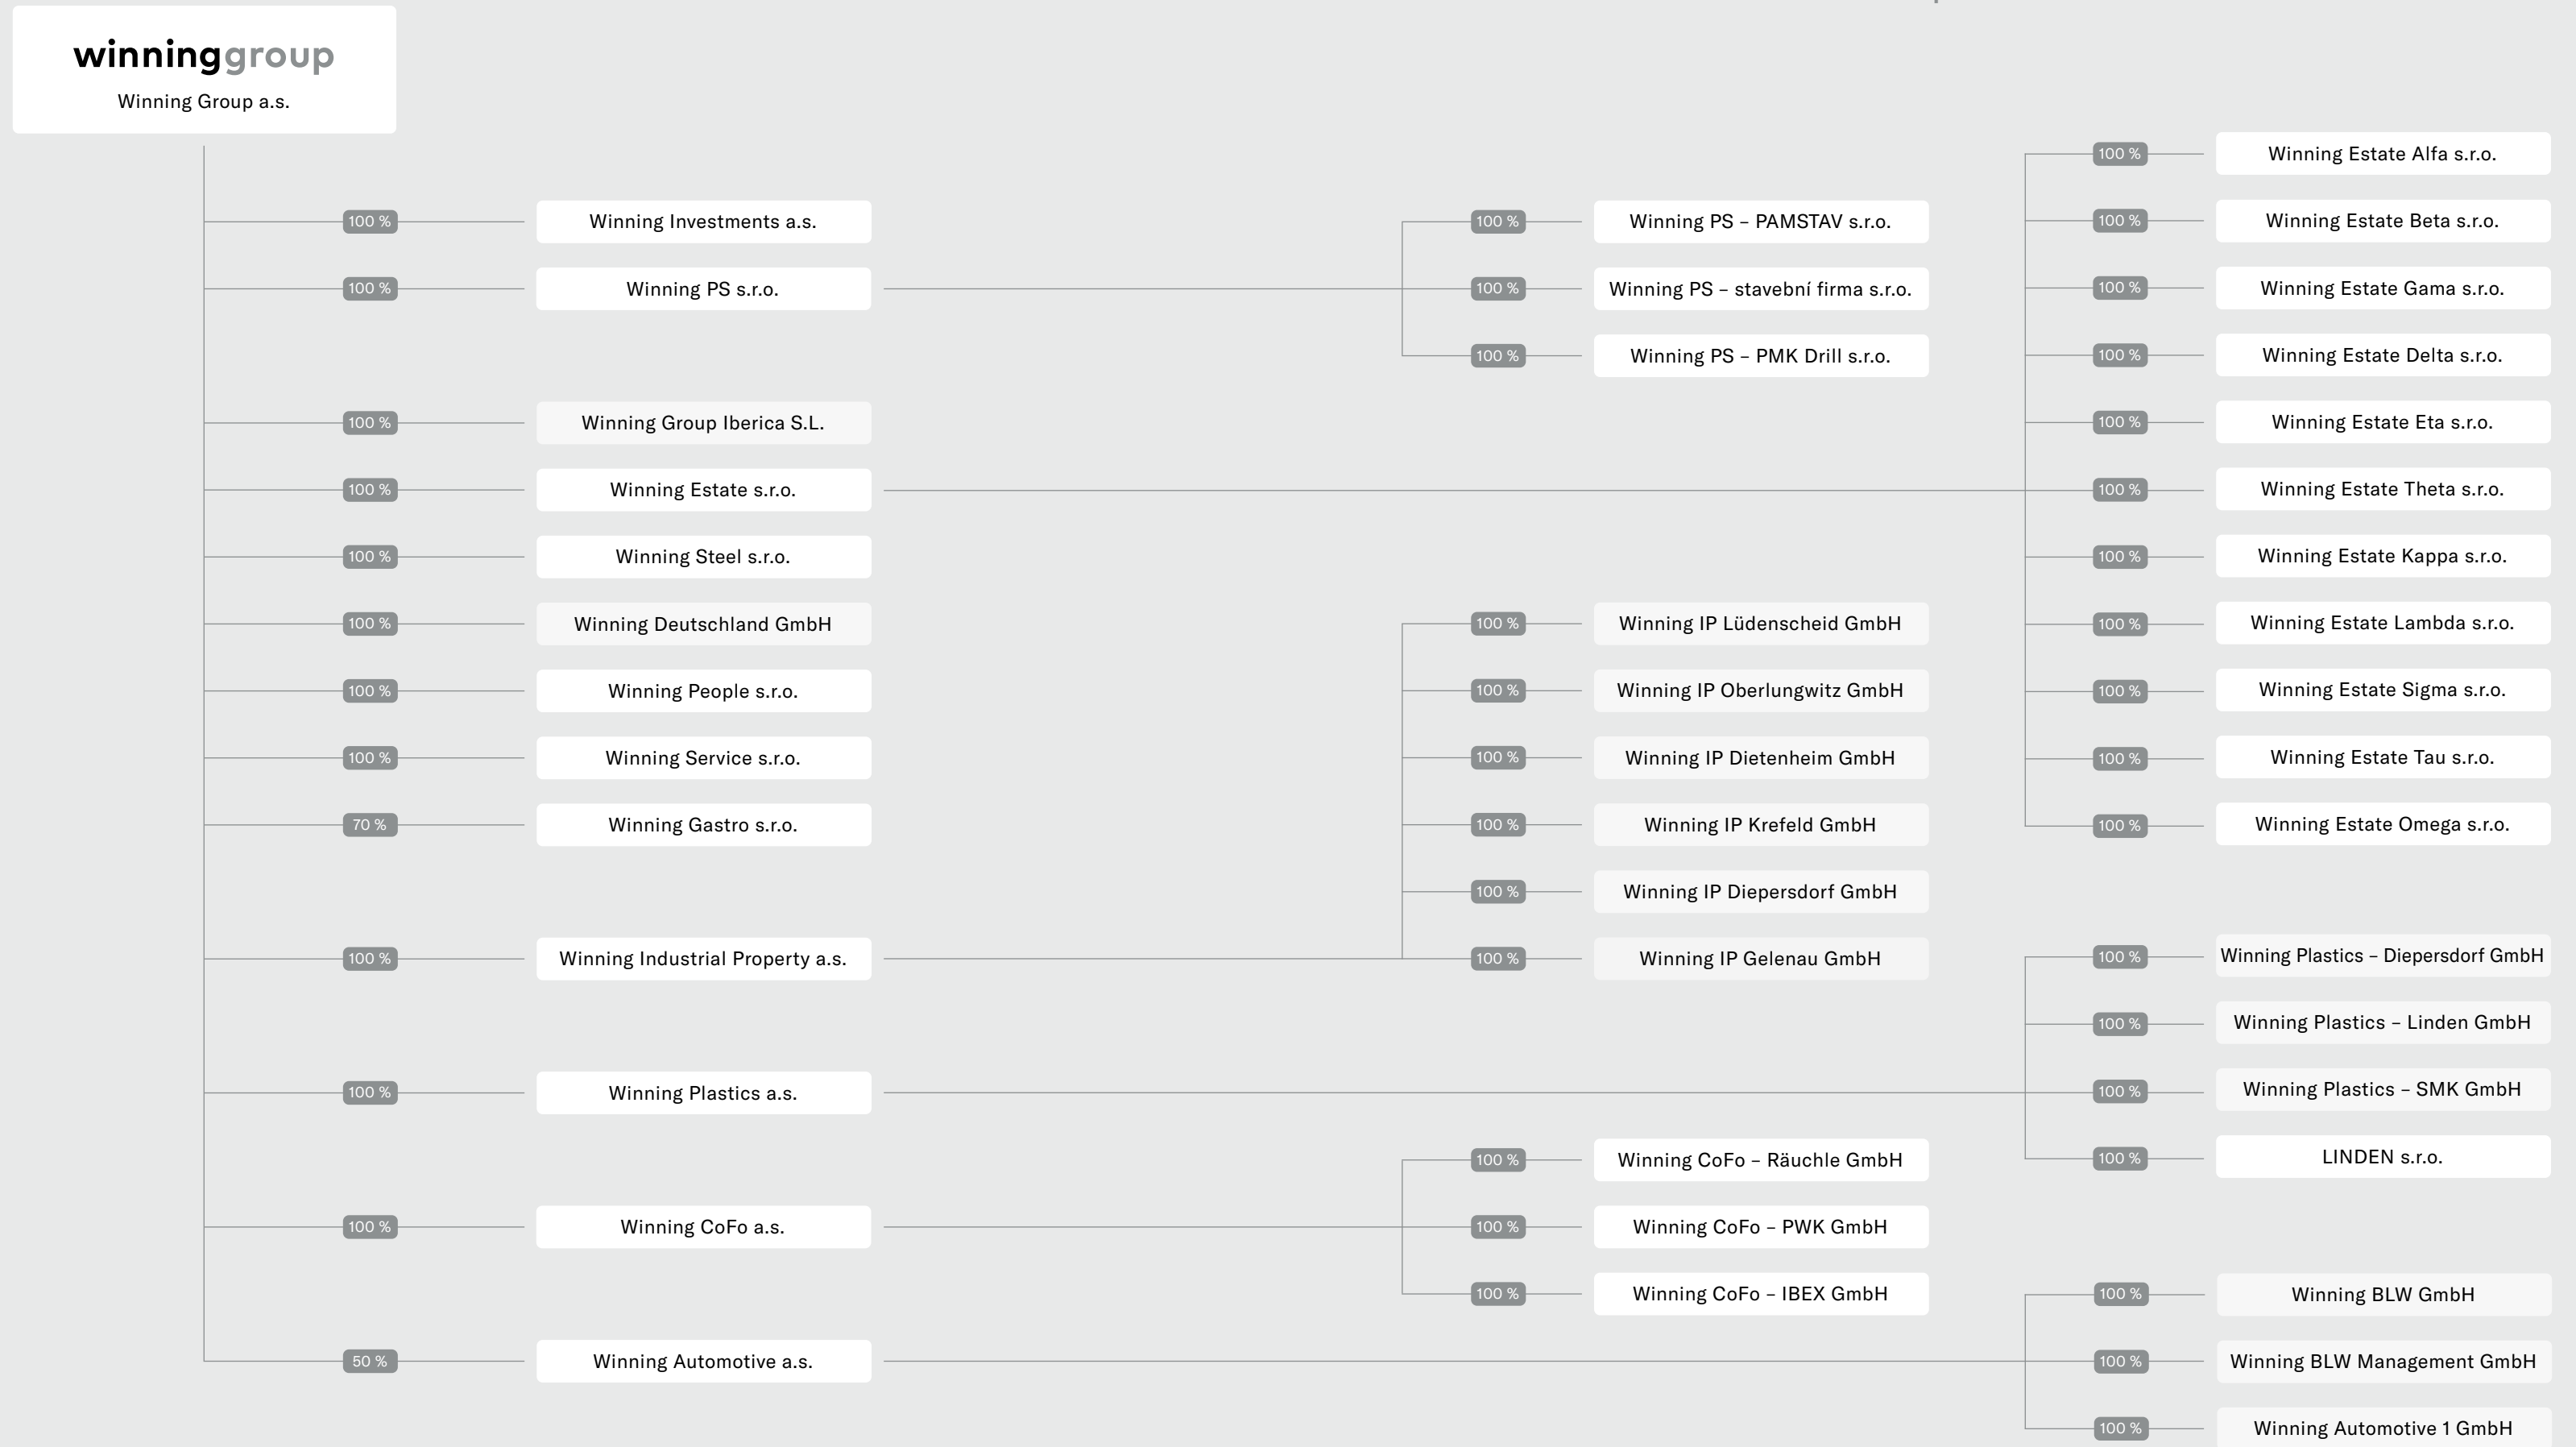 winninggroup
Winning Group a.s.
100 % Winning Investments a.s.
100 % Winning PS s.r.o.
100 % Winning PS – PAMSTAV s.r.o.
100 % Winning PS – stavební firma s.r.o.
100 % Winning PS – PMK Drill s.r.o.
100 % Winning Group Iberica S.L.
100 % Winning Estate s.r.o.
100 % Winning Estate Alfa s.r.o.
100 % Winning Estate Beta s.r.o.
100 % Winning Estate Gama s.r.o.
100 % Winning Estate Delta s.r.o.
100 % Winning Estate Eta s.r.o.
100 % Winning Estate Theta s.r.o.
100 % Winning Estate Kappa s.r.o.
100 % Winning Estate Lambda s.r.o.
100 % Winning Estate Sigma s.r.o.
100 % Winning Estate Tau s.r.o.
100 % Winning Estate Omega s.r.o.
100 % Winning Steel s.r.o.
100 % Winning Deutschland GmbH
100 % Winning People s.r.o.
100 % Winning Service s.r.o.
70 % Winning Gastro s.r.o.
100 % Winning Industrial Property a.s.
100 % Winning IP Lüdenscheid GmbH
100 % Winning IP Oberlungwitz GmbH
100 % Winning IP Dietenheim GmbH
100 % Winning IP Krefeld GmbH
100 % Winning IP Diepersdorf GmbH
100 % Winning IP Gelenau GmbH
100 % Winning Plastics a.s.
100 % Winning Plastics – Diepersdorf GmbH
100 % Winning Plastics – Linden GmbH
100 % Winning Plastics – SMK GmbH
100 % LINDEN s.r.o.
100 % Winning CoFo a.s.
100 % Winning CoFo – Räuchle GmbH
100 % Winning CoFo – PWK GmbH
100 % Winning CoFo – IBEX GmbH
50 % Winning Automotive a.s.
100 % Winning BLW GmbH
100 % Winning BLW Management GmbH
100 % Winning Automotive 1 GmbH